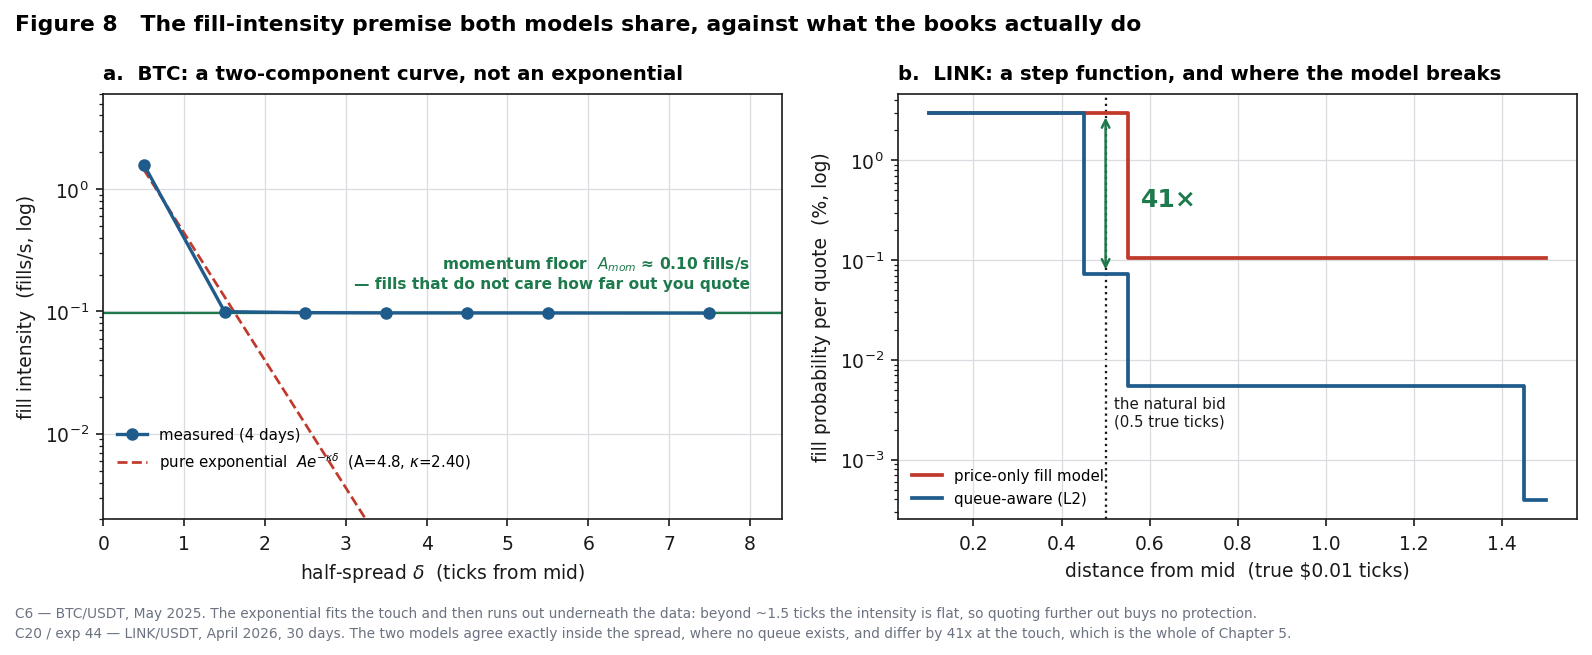 Figure 8   The fill-intensity premise both models share, against what the books actually do
a.  BTC: a two-component curve, not an exponential
fill intensity  (fills/s, log)
10⁰
10⁻¹
10⁻²
momentum floor  Aₘₒₘ ≈ 0.10 fills/s
— fills that do not care how far out you quote
measured (4 days)
pure exponential  Ae^{−κδ}  (A=4.8, κ=2.40)
0 1 2 3 4 5 6 7 8
half-spread δ  (ticks from mid)
b.  LINK: a step function, and where the model breaks
fill probability per quote  (%, log)
10⁰
10⁻¹
10⁻²
10⁻³
41×
the natural bid
(0.5 true ticks)
price-only fill model
queue-aware (L2)
0.2 0.4 0.6 0.8 1.0 1.2 1.4
distance from mid  (true $0.01 ticks)
C6 — BTC/USDT, May 2025. The exponential fits the touch and then runs out underneath the data: beyond ~1.5 ticks the intensity is flat, so quoting further out buys no protection.
C20 / exp 44 — LINK/USDT, April 2026, 30 days. The two models agree exactly inside the spread, where no queue exists, and differ by 41x at the touch, which is the whole of Chapter 5.